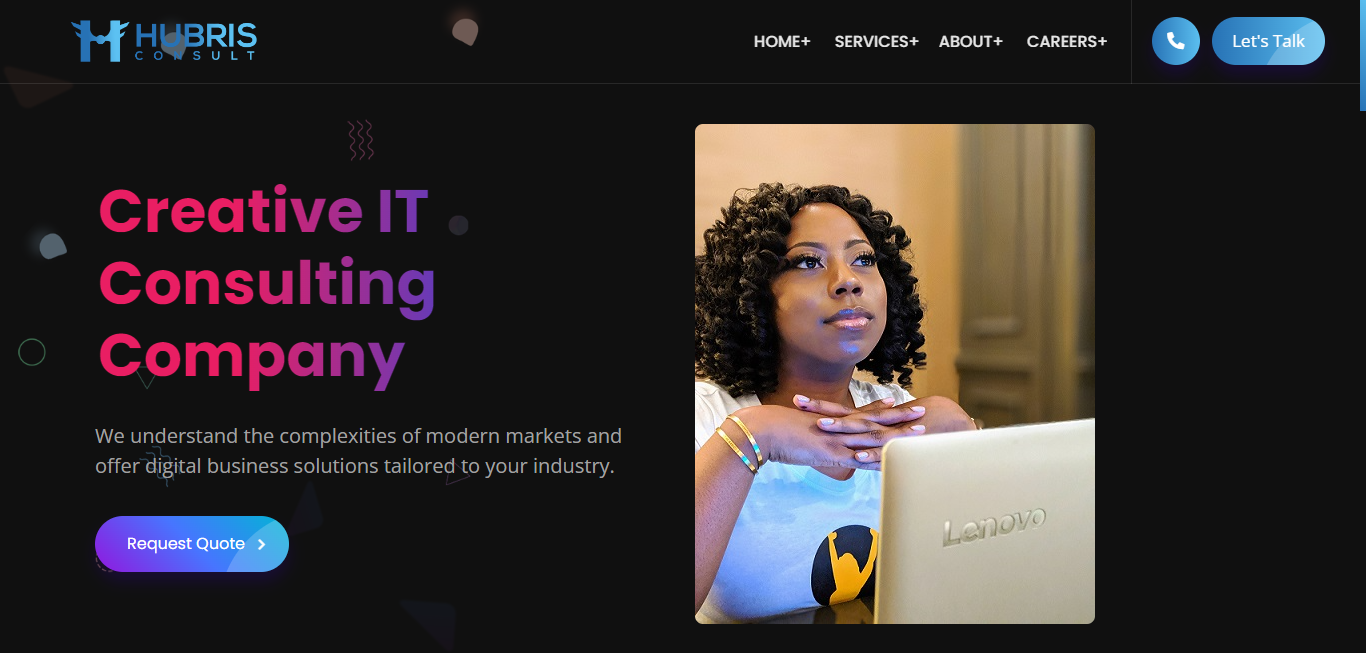 HUBRIS
CONSULT
HOME+ SERVICES+ ABOUT+ CAREERS+
Let's Talk
Creative IT
Consulting
Company
We understand the complexities of modern markets and
offer digital business solutions tailored to your industry.
Request Quote
Lenovo